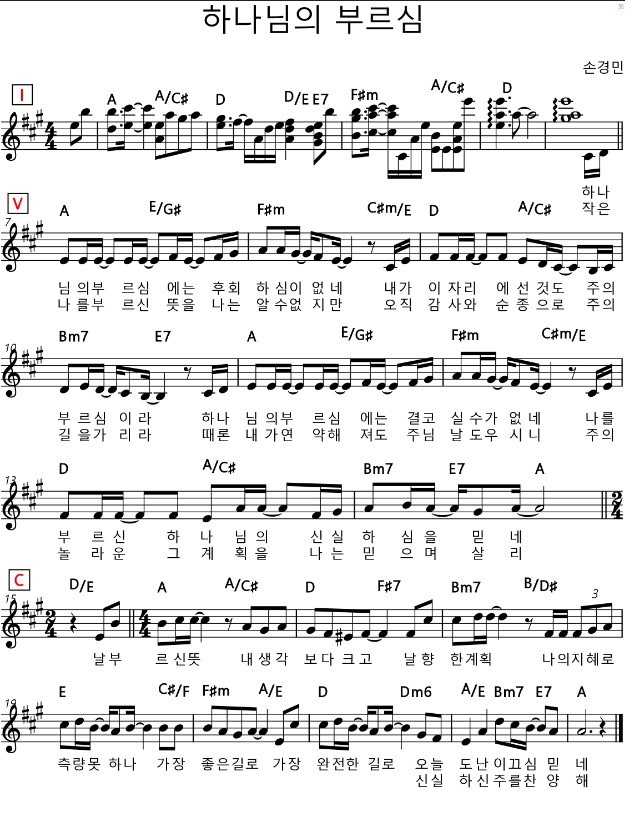 하나님의 부르심
손경민
I
A A/C♯ D D/E E7 F♯m A/C♯ D
하나
작은
V
A E/G♯ F♯m C♯m/E D A/C♯
7
님 의부 르심 에는 후회 하심이 없네 내가 이 자리 에 선 것도 주의
나 를부 르신 뜻을 나는 알수없 지만 오직 감 사와 순 종으로 주의
Bm7 E7 A E/G♯ F♯m C♯m/E
10
부 르심 이라 하나 님 의부 르심 에는 결코 실 수가 없 네 나를
길 을가 리라 때론 내 가연 약해 져도 주님 날 도우 시 니 주의
D A/C♯ Bm7 E7 A
13
부 르 신 하 나 님 의 신 실 하 심 을 믿 네
놀 라 운 그 계 획 을 나 는 믿 으 며 살 리
C
D/E A A/C♯ D F♯7 Bm7 B/D♯
15
3
날부 르신뜻 내생각 보다크고 날향 한계획 나의지혜로
E C♯/F F♯m A/E D Dm6 A/E Bm7 E7 A
19
측량못 하나 가장 좋은길로 가장 완전한 길로 오늘 도난 이끄심 믿 네
신실 하신 주를찬 양 해